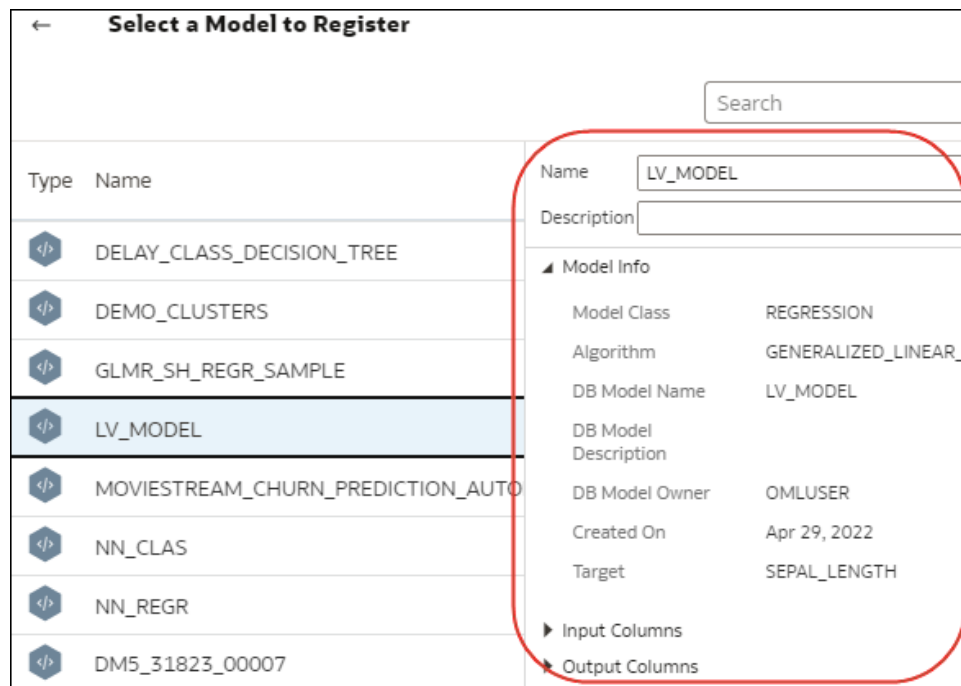 ← Select a Model to Register
Search
Type Name
DELAY_CLASS_DECISION_TREE
DEMO_CLUSTERS
GLMR_SH_REGR_SAMPLE
LV_MODEL
MOVIESTREAM_CHURN_PREDICTION_AUTO
NN_CLAS
NN_REGR
DM5_31823_00007
Name LV_MODEL
Description
Model Info
Model Class REGRESSION
Algorithm GENERALIZED_LINEAR_
DB Model Name LV_MODEL
DB Model
Description
DB Model Owner OMLUSER
Created On Apr 29, 2022
Target SEPAL_LENGTH
Input Columns
Output Columns